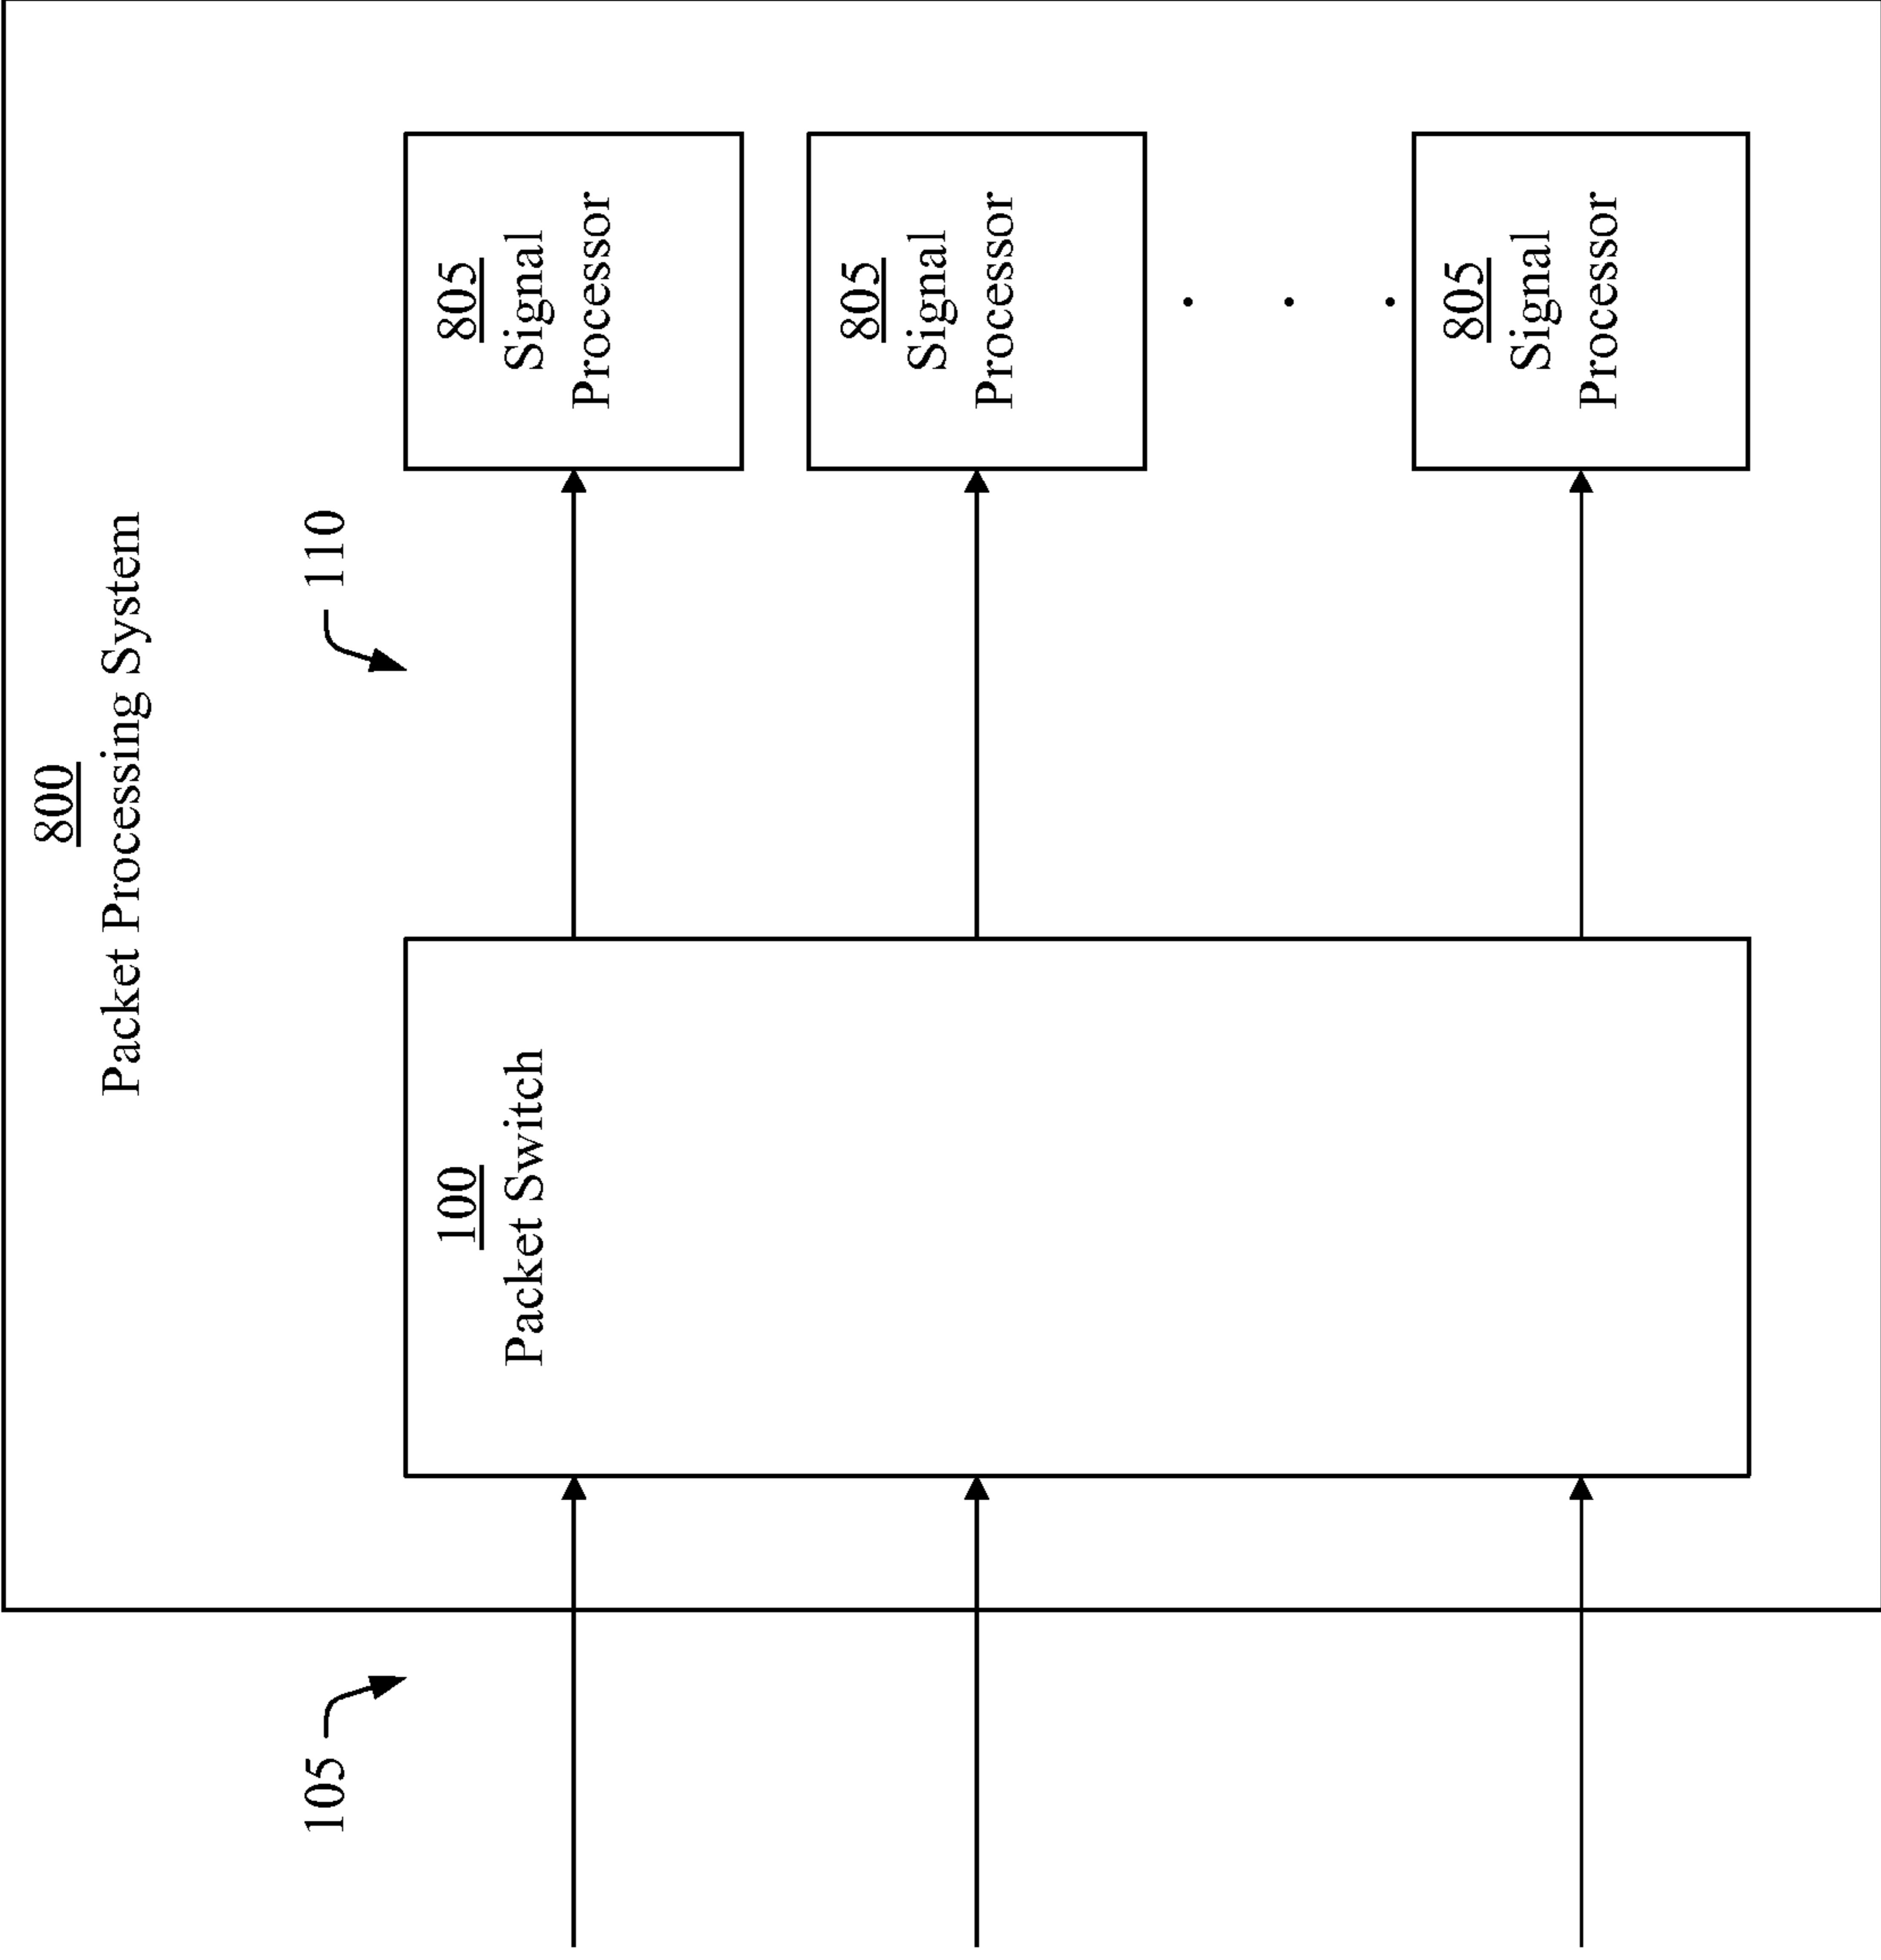 800
Packet Processing System
105
110
100
Packet Switch
805
Signal
Processor
805
Signal
Processor
805
Signal
Processor